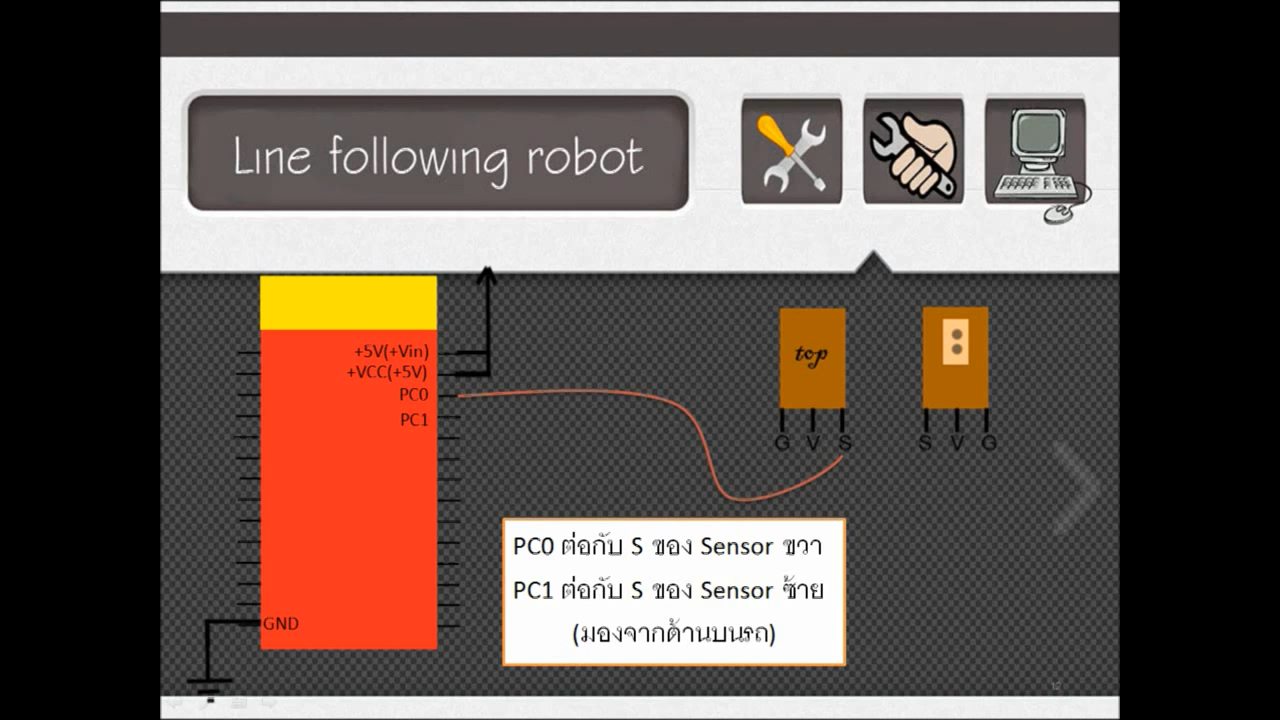 Line following robot
+5V(+Vin)
+VCC(+5V)
PC0
PC1
GND
top
G V S
S V G
PC0 ต่อกับ S ของ Sensor ขวา
PC1 ต่อกับ S ของ Sensor ซ้าย
(มองจากด้านบนรถ)
12